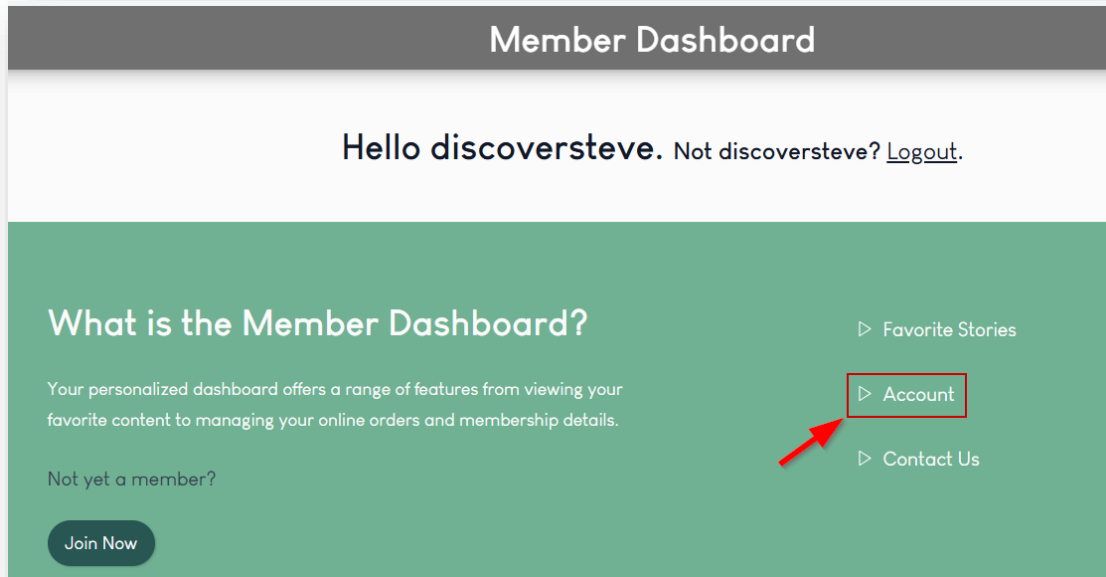 Member Dashboard
Hello discoversteve. Not discoversteve? Logout.
What is the Member Dashboard?
Your personalized dashboard offers a range of features from viewing your
favorite content to managing your online orders and membership details.
Not yet a member?
Join Now
Favorite Stories
Account
Contact Us